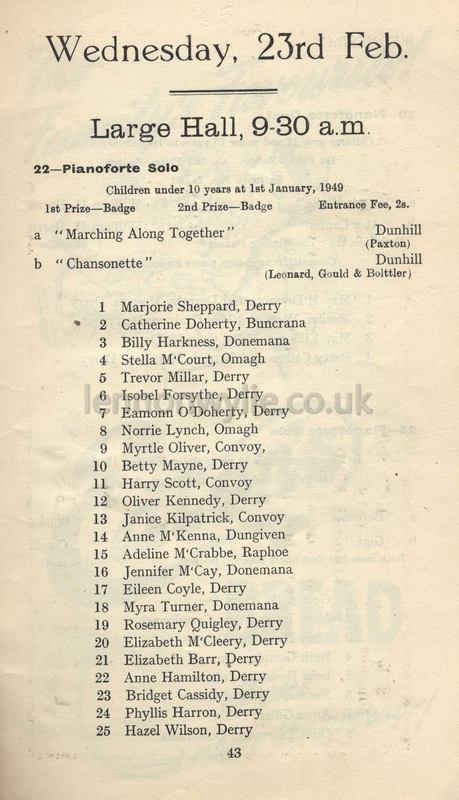 Wednesday, 23rd Feb.
Large Hall, 9-30 a.m.
22—Pianoforte Solo
Children under 10 years at 1st January, 1949
1st Prize—Badge 2nd Prize—Badge Entrance Fee, 2s.
a "Marching Along Together" Dunhill
(Paxton)
b "Chansonette" Dunhill
(Leonard, Gould & Bolttler)
1 Marjorie Sheppard, Derry
2 Catherine Doherty, Buncrana
3 Billy Harkness, Donemana
4 Stella M'Court, Omagh
5 Trevor Millar, Derry
6 Isobel Forsythe, Derry
lennonwylie.co.uk
7 Eamonn O'Doherty, Derry
8 Norrie Lynch, Omagh
9 Myrtle Oliver, Convoy,
10 Betty Mayne, Derry
11 Harry Scott, Convoy
12 Oliver Kennedy, Derry
13 Janice Kilpatrick, Convoy
14 Anne M'Kenna, Dungiven
15 Adeline M'Crabbe, Raphoe
16 Jennifer M'Cay, Donemana
17 Eileen Coyle, Derry
18 Myra Turner, Donemana
19 Rosemary Quigley, Derry
20 Elizabeth M'Cleery, Derry
21 Elizabeth Barr, Derry
22 Anne Hamilton, Derry
23 Bridget Cassidy, Derry
24 Phyllis Harron, Derry
25 Hazel Wilson, Derry
43